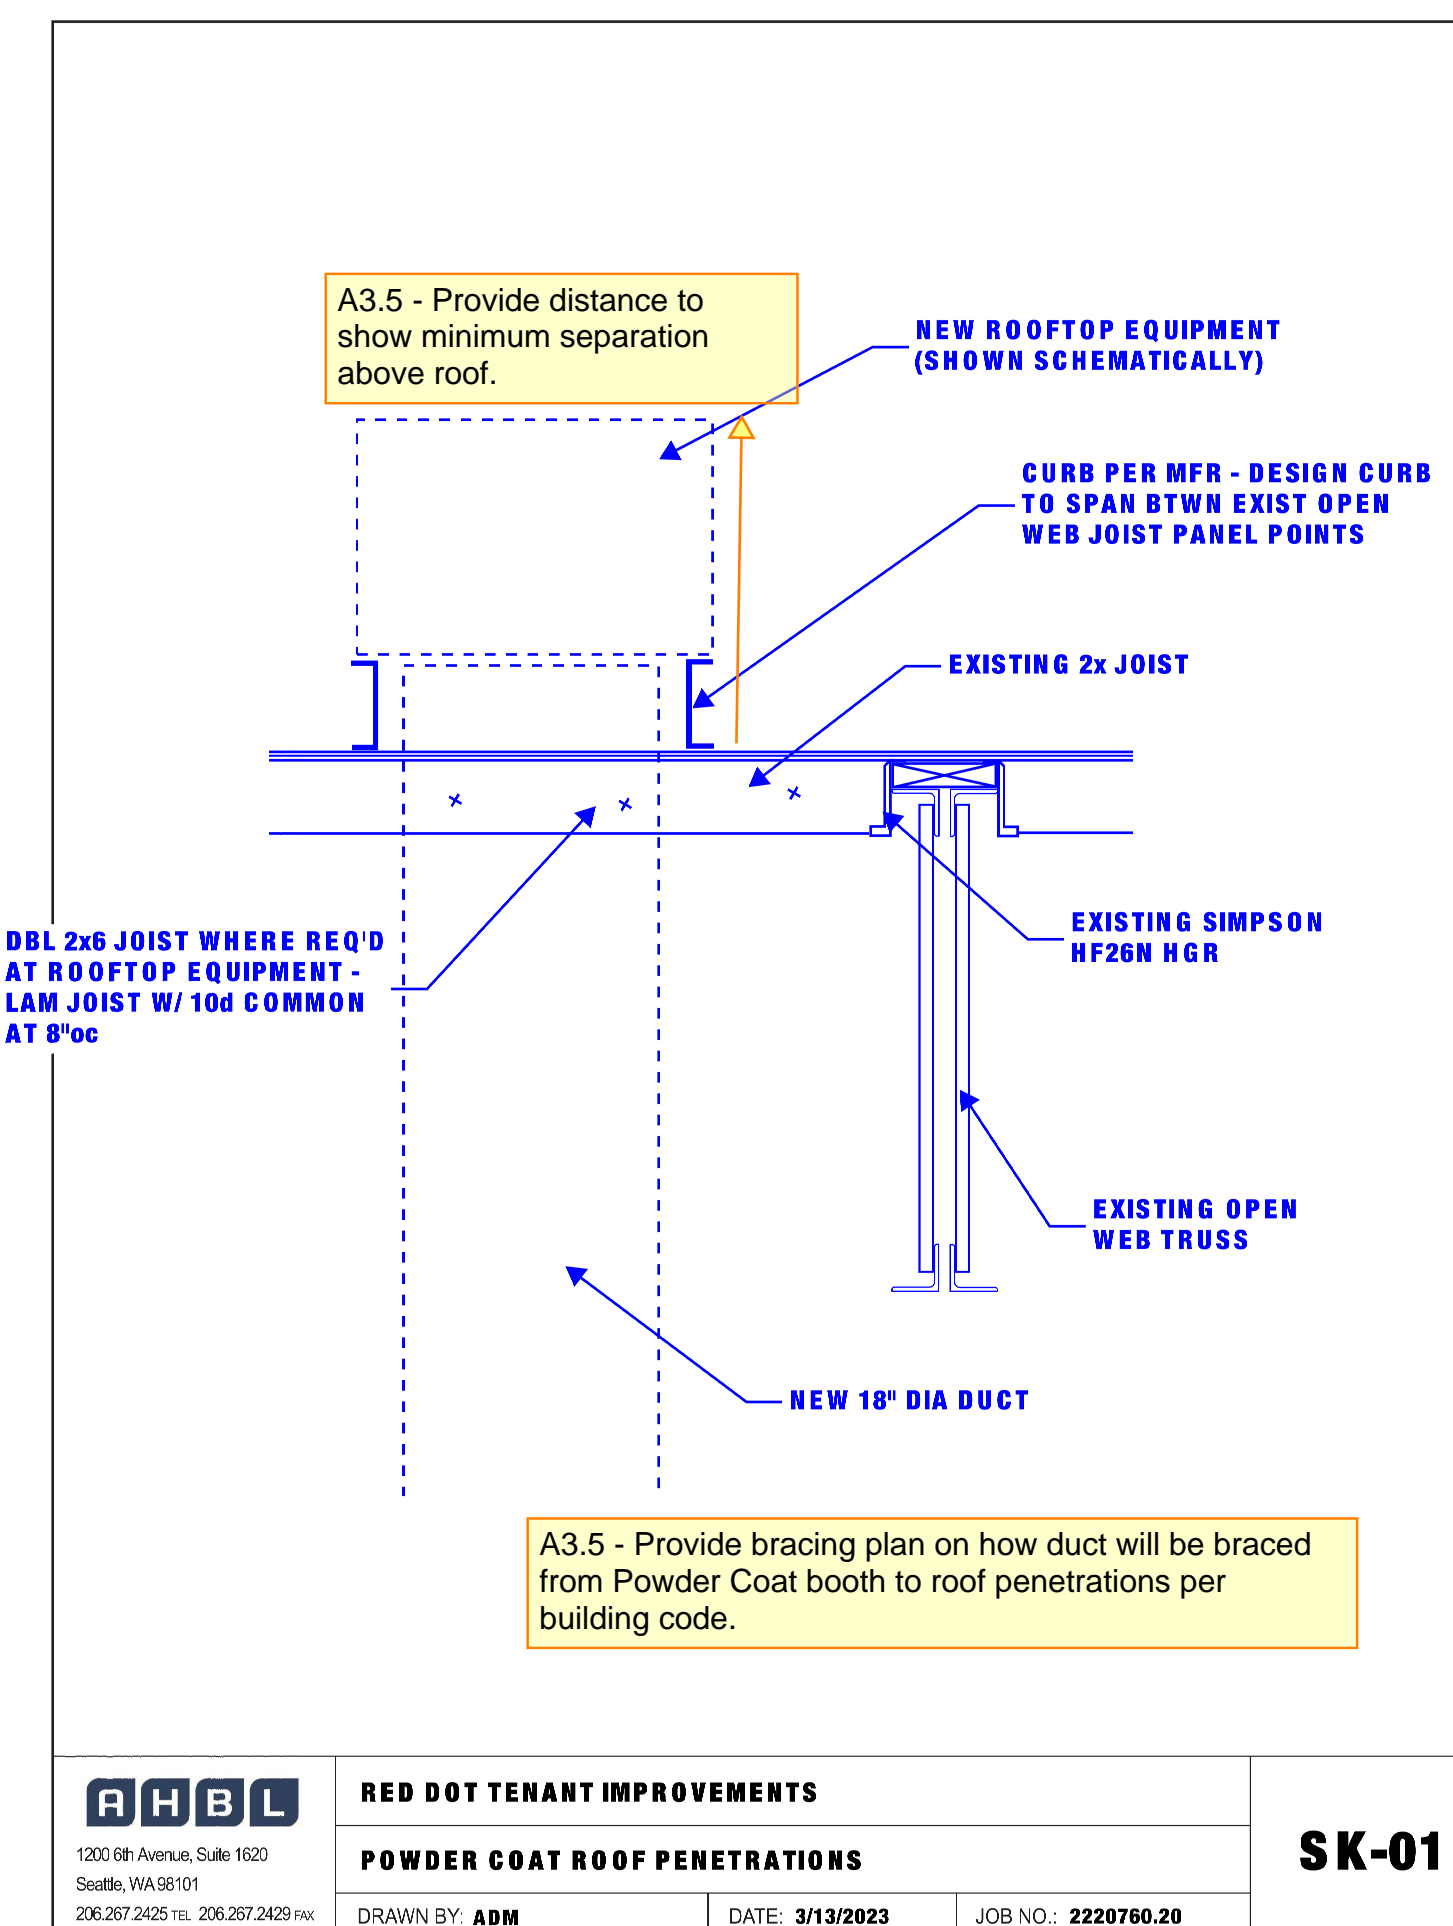 A3.5 - Provide distance to
show minimum separation
above roof.
NEW ROOFTOP EQUIPMENT
(SHOWN SCHEMATICALLY)
CURB PER MFR - DESIGN CURB
TO SPAN BTWN EXIST OPEN
WEB JOIST PANEL POINTS
EXISTING 2x JOIST
DBL 2x6 JOIST WHERE REQ'D
AT ROOFTOP EQUIPMENT -
LAM JOIST W/ 10d COMMON
AT 8"oc
EXISTING SIMPSON
HF26N HGR
EXISTING OPEN
WEB TRUSS
NEW 18" DIA DUCT
A3.5 - Provide bracing plan on how duct will be braced
from Powder Coat booth to roof penetrations per
building code.
AHBL
1200 6th Avenue, Suite 1620
Seattle, WA 98101
206.267.2425 TEL 206.267.2429 FAX
RED DOT TENANT IMPROVEMENTS
POWDER COAT ROOF PENETRATIONS
DRAWN BY: ADM
DATE: 3/13/2023
JOB NO.: 2220760.20
SK-01